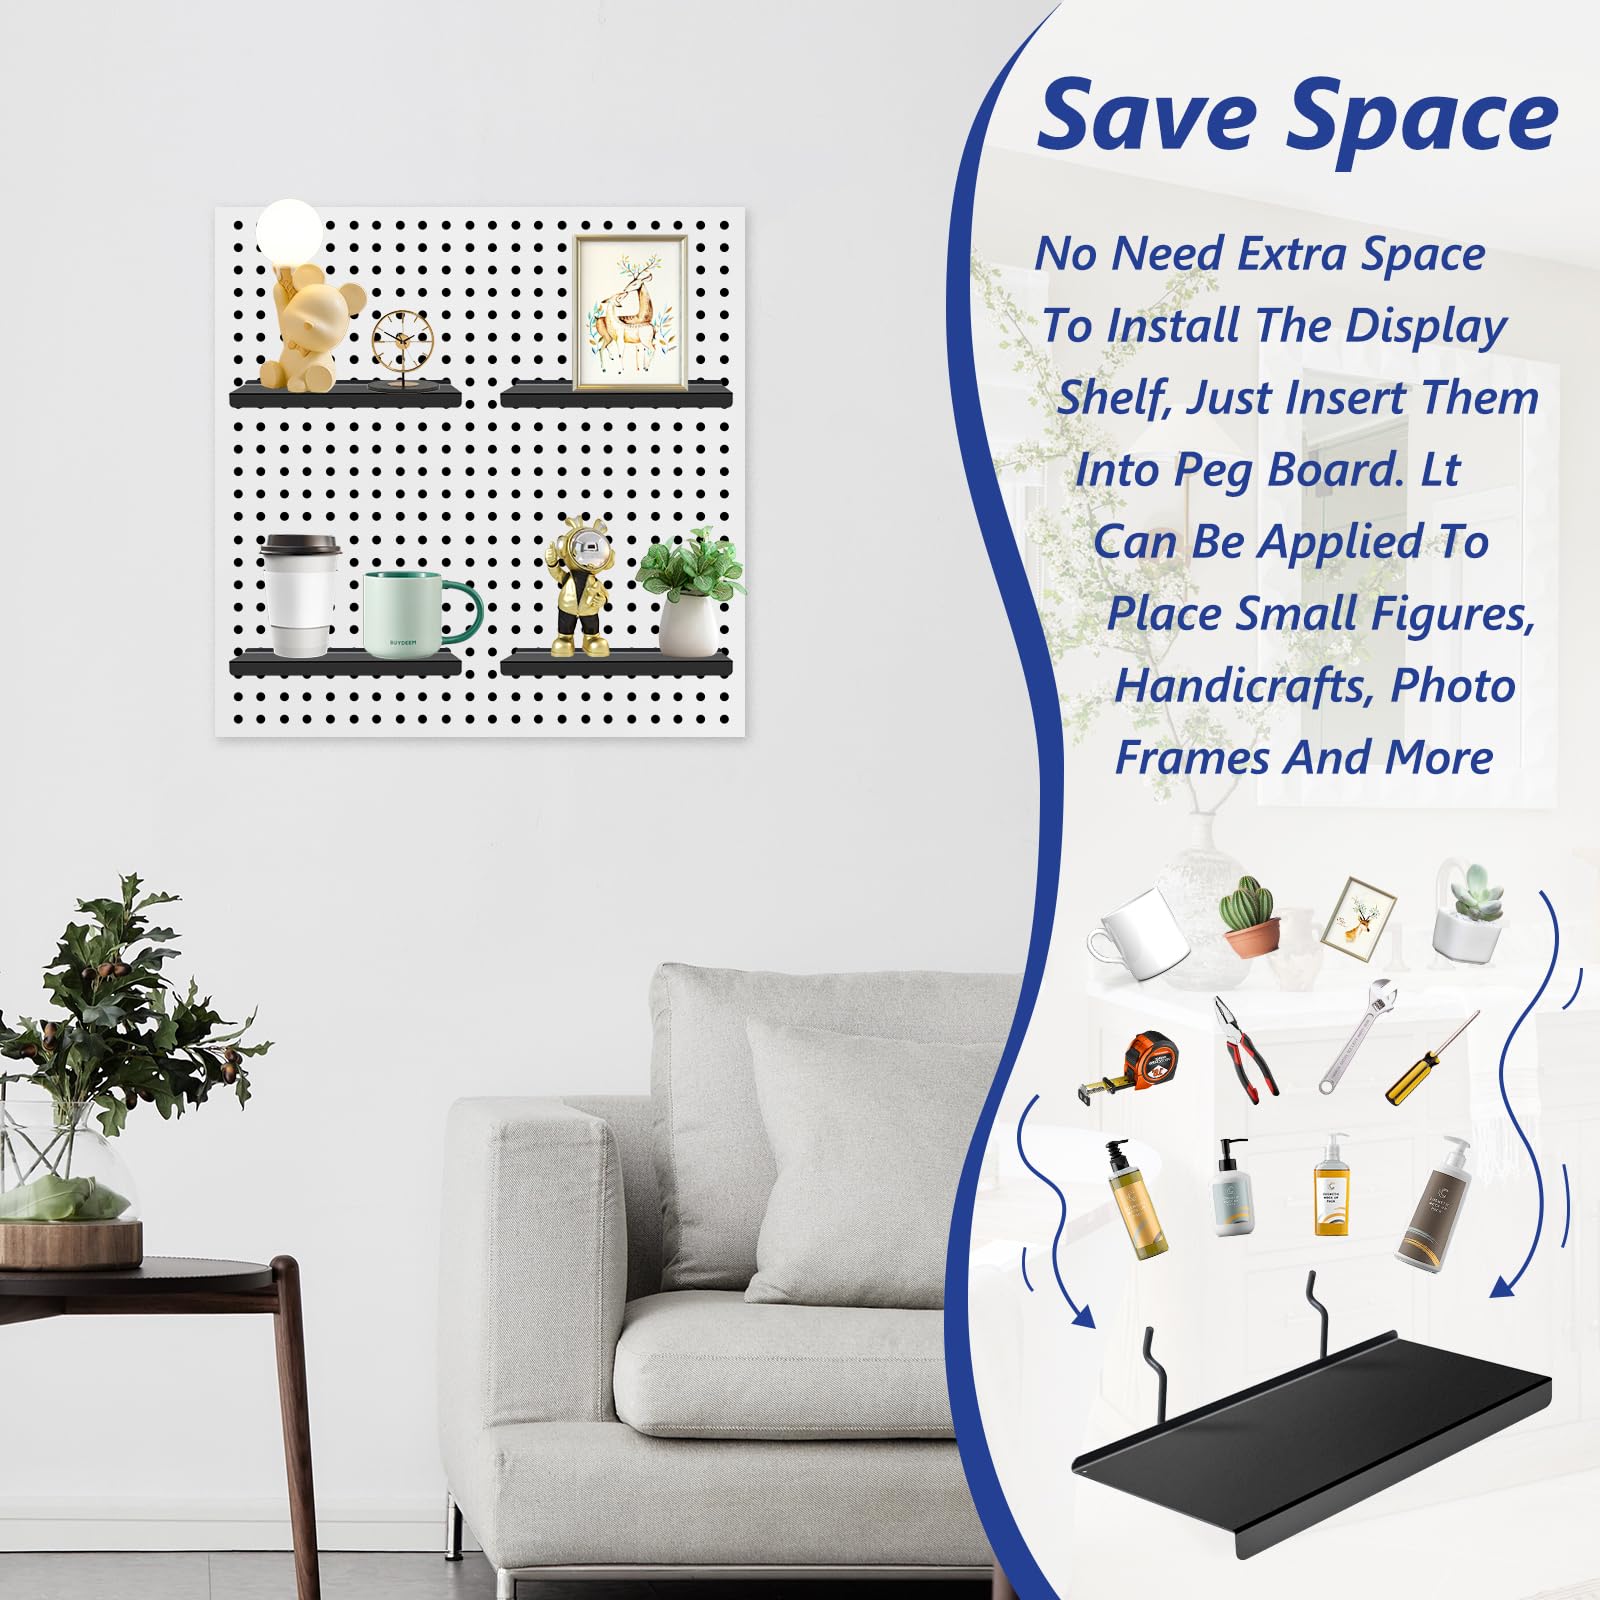 Save Space
No Need Extra Space
To Install The Display
Shelf, Just Insert Them
Into Peg Board. Lt
Can Be Applied To
Place Small Figures,
Handicrafts, Photo
Frames And More
BUYDEEM